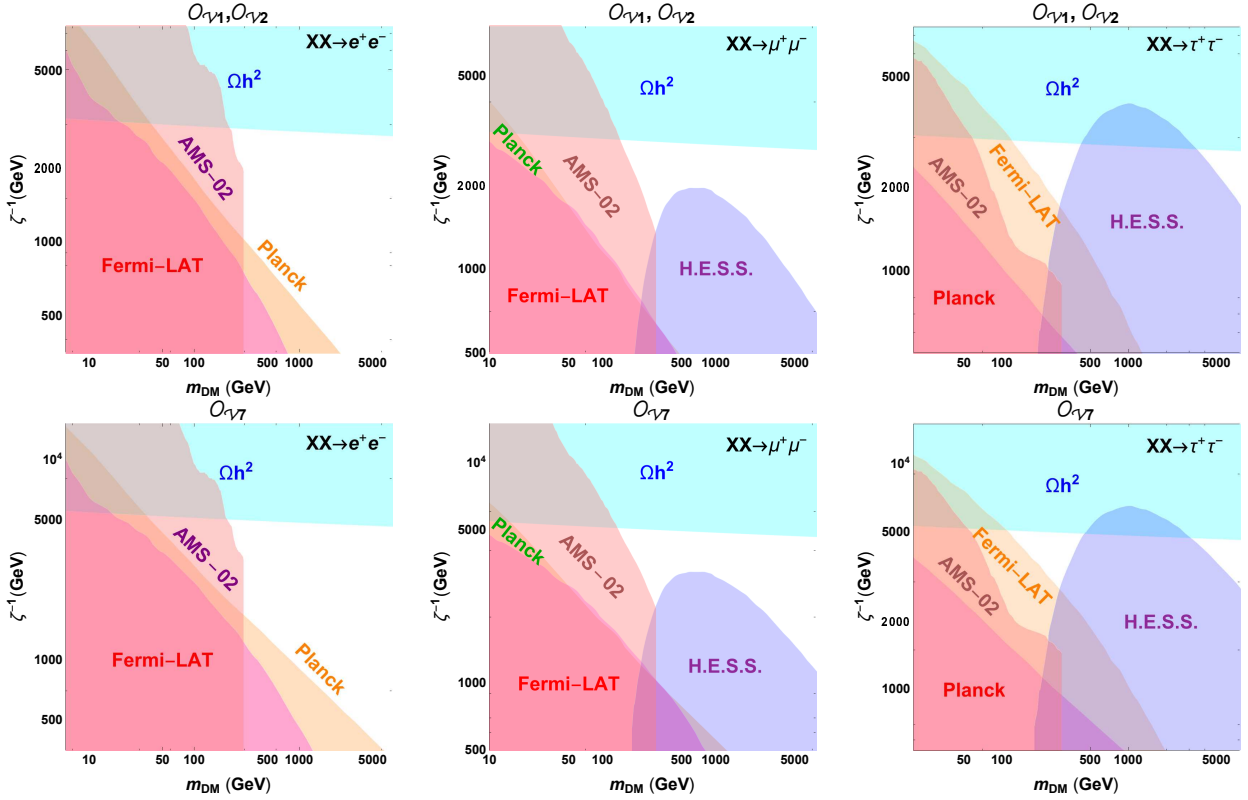 O𝒱1,O𝒱2
XX→e⁺e⁻
Ωh²
AMS−02
Fermi−LAT
Planck
5000
2000
1000
500
ζ⁻¹(GeV)
10 50 100 500 1000 5000
m_DM (GeV)
O𝒱1, O𝒱2
XX→μ⁺μ⁻
Ωh²
Planck
AMS−02
H.E.S.S.
Fermi−LAT
5000
2000
1000
500
ζ⁻¹(GeV)
10 50 100 500 1000 5000
m_DM (GeV)
O𝒱1, O𝒱2
XX→τ⁺τ⁻
Ωh²
Fermi−LAT
AMS−02
H.E.S.S.
Planck
5000
2000
1000
ζ⁻¹(GeV)
50 100 500 1000 5000
m_DM (GeV)
O𝒱7
XX→e⁺e⁻
Ωh²
AMS−02
Fermi−LAT
Planck
10⁴
5000
1000
500
ζ⁻¹(GeV)
10 50 100 500 1000 5000
m_DM (GeV)
O𝒱7
XX→μ⁺μ⁻
Ωh²
Planck
AMS−02
H.E.S.S.
Fermi−LAT
10⁴
5000
2000
1000
500
ζ⁻¹(GeV)
10 50 100 500 1000 5000
m_DM (GeV)
O𝒱7
XX→τ⁺τ⁻
Ωh²
Fermi−LAT
AMS−02
H.E.S.S.
Planck
10⁴
5000
2000
1000
ζ⁻¹(GeV)
50 100 500 1000 5000
m_DM (GeV)